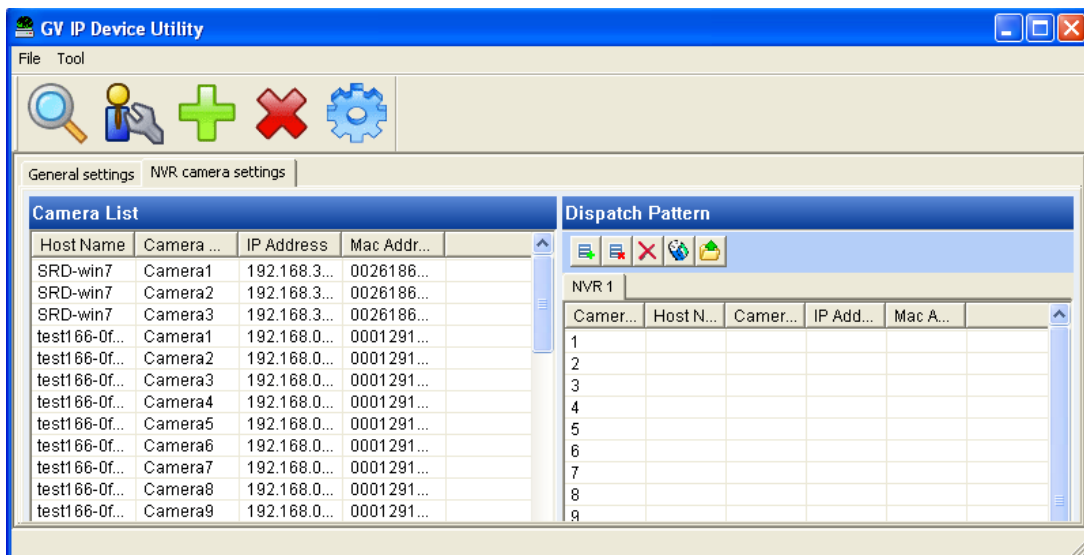 GV IP Device Utility
File Tool
General settings NVR camera settings
Camera List
Host Name Camera ... IP Address Mac Addr...
SRD-win7 Camera1 192.168.3... 0026186...
SRD-win7 Camera2 192.168.3... 0026186...
SRD-win7 Camera3 192.168.3... 0026186...
test166-0f... Camera1 192.168.0... 0001291...
test166-0f... Camera2 192.168.0... 0001291...
test166-0f... Camera3 192.168.0... 0001291...
test166-0f... Camera4 192.168.0... 0001291...
test166-0f... Camera5 192.168.0... 0001291...
test166-0f... Camera6 192.168.0... 0001291...
test166-0f... Camera7 192.168.0... 0001291...
test166-0f... Camera8 192.168.0... 0001291...
test166-0f... Camera9 192.168.0... 0001291...
Dispatch Pattern
NVR 1
Camer... Host N... Camer... IP Add... Mac A...
1
2
3
4
5
6
7
8
9